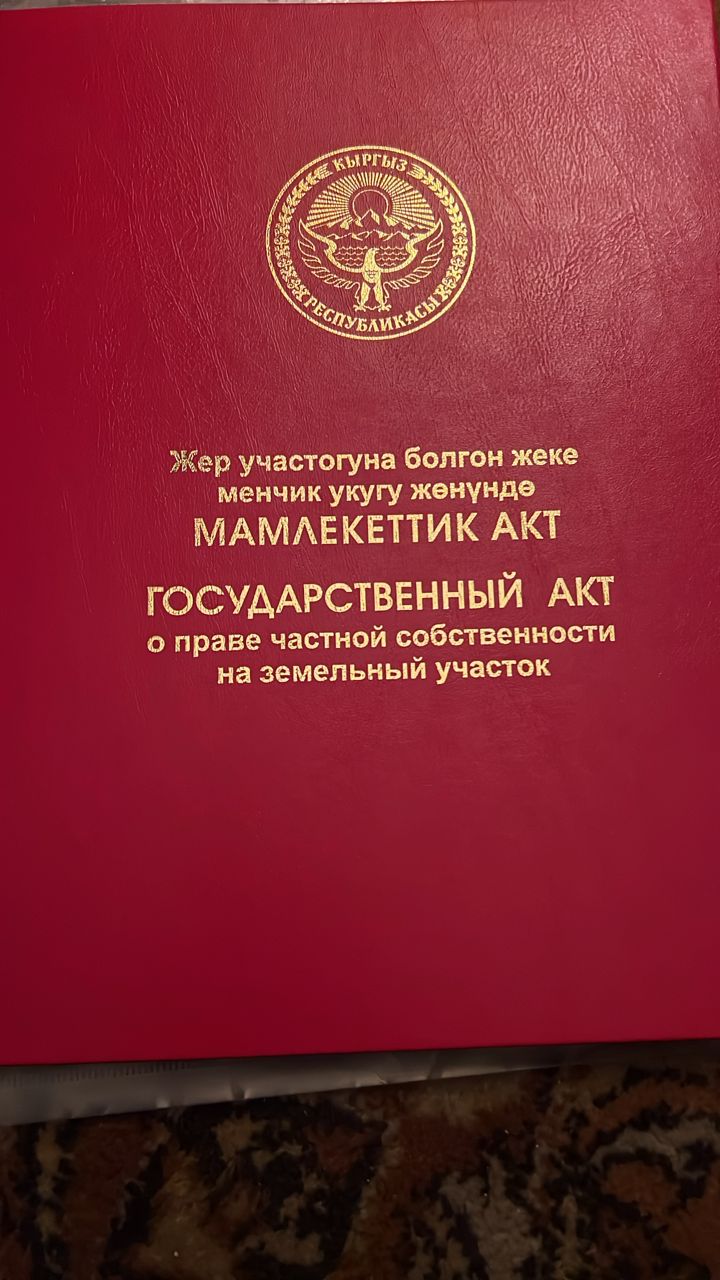 КЫРГЫЗ
РЕСПУБЛИКАСЫ
Жер участогуна болгон жеке
менчик укугу жөнүндө
МАМЛЕКЕТТИК АКТ
ГОСУДАРСТВЕННЫЙ АКТ
о праве частной собственности
на земельный участок